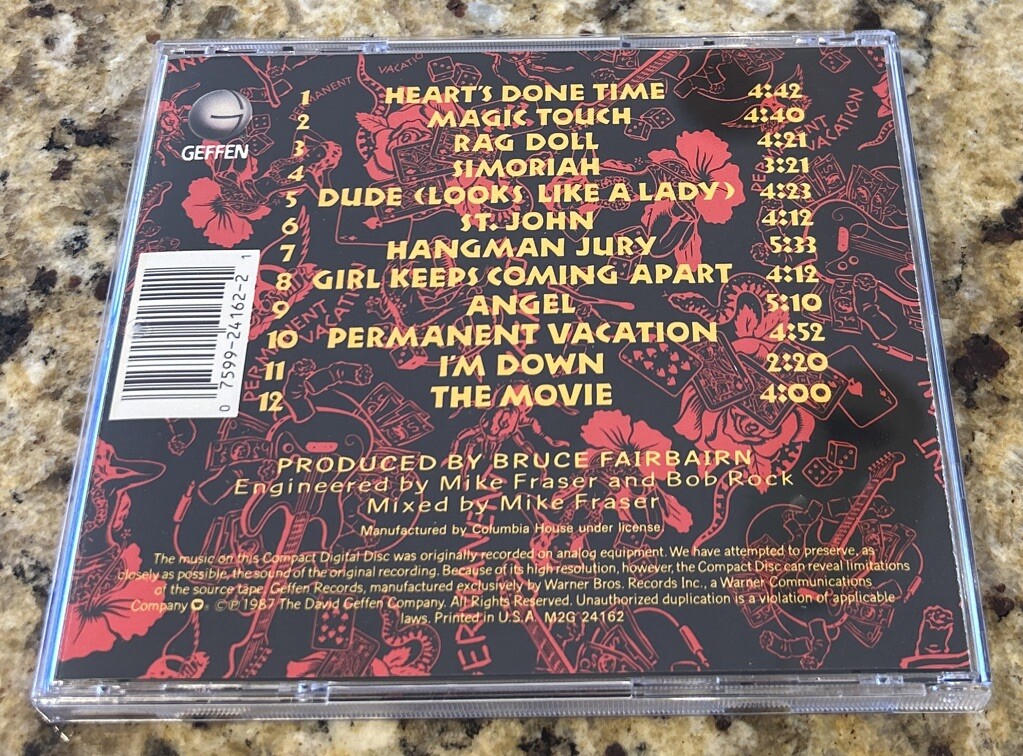 GEFFEN
1 HEART'S DONE TIME 4:42
2 MAGIC TOUCH 4:40
3 RAG DOLL 4:21
4 SIMORIAH 3:21
5 DUDE (LOOKS LIKE A LADY) 4:23
6 ST. JOHN 4:12
7 HANGMAN JURY 5:33
8 GIRL KEEPS COMING APART 4:12
9 ANGEL 5:10
10 PERMANENT VACATION 4:52
11 I'M DOWN 2:20
12 THE MOVIE 4:00
0 7599-24162-2 1
PRODUCED BY BRUCE FAIRBAIRN
Engineered by Mike Fraser and Bob Rock
Mixed by Mike Fraser
Manufactured by Columbia House under license.
The music on this Compact Digital Disc was originally recorded on analog equipment. We have attempted to preserve, as
closely as possible, the sound of the original recording. Because of its high resolution, however, the Compact Disc can reveal limitations
of the source tape. Geffen Records, manufactured exclusively by Warner Bros. Records Inc., a Warner Communications
Company. ©℗ 1987 The David Geffen Company. All Rights Reserved. Unauthorized duplication is a violation of applicable
laws. Printed in U.S.A. M2G 24162
VACATION
PERMANENT VACATION